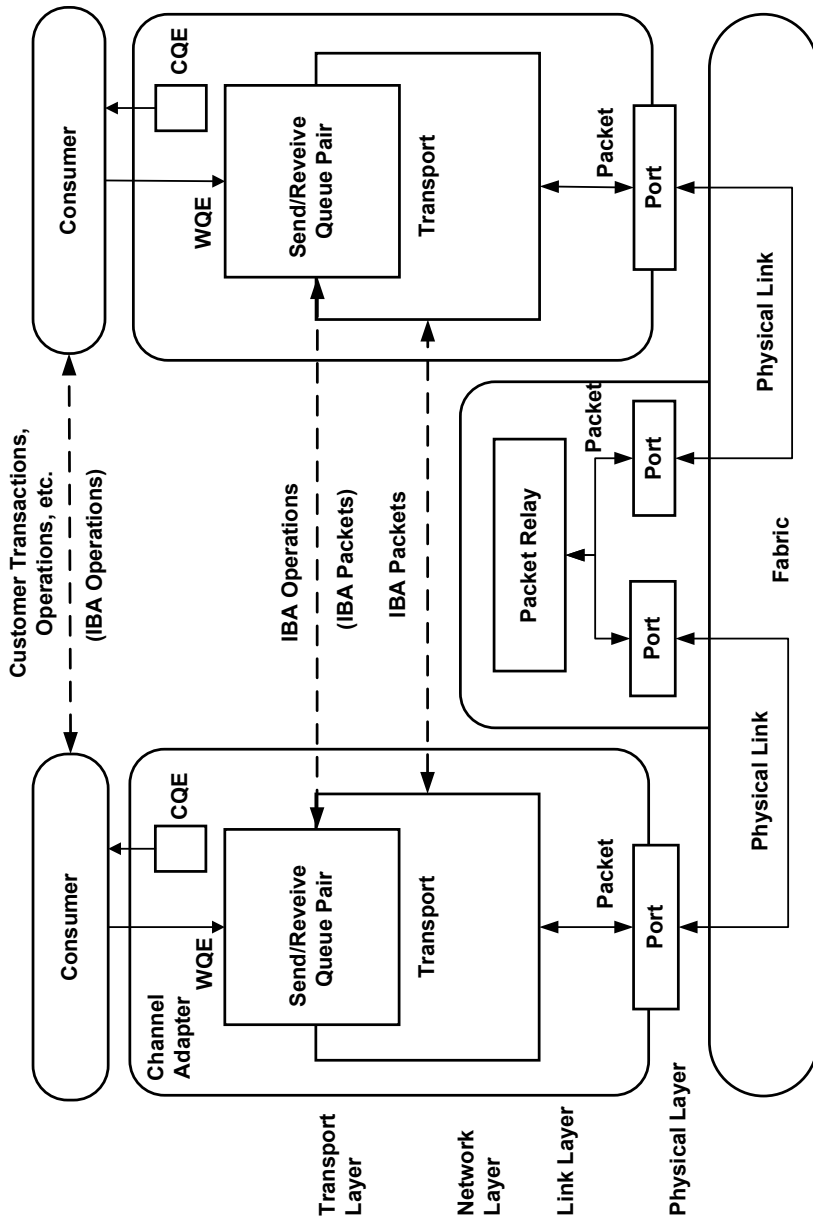 Customer Transactions,
Operations, etc.
(IBA Operations)
Consumer
Consumer
Channel
Adapter
WQE
CQE
WQE
CQE
Send/Reveive
Queue Pair
Send/Reveive
Queue Pair
IBA Operations
(IBA Packets)
IBA Packets
Transport
Layer
Transport
Transport
Network
Layer
Packet Relay
Link Layer
Packet
Packet
Packet
Physical Layer
Port
Port
Port
Port
Physical Link
Physical Link
Fabric